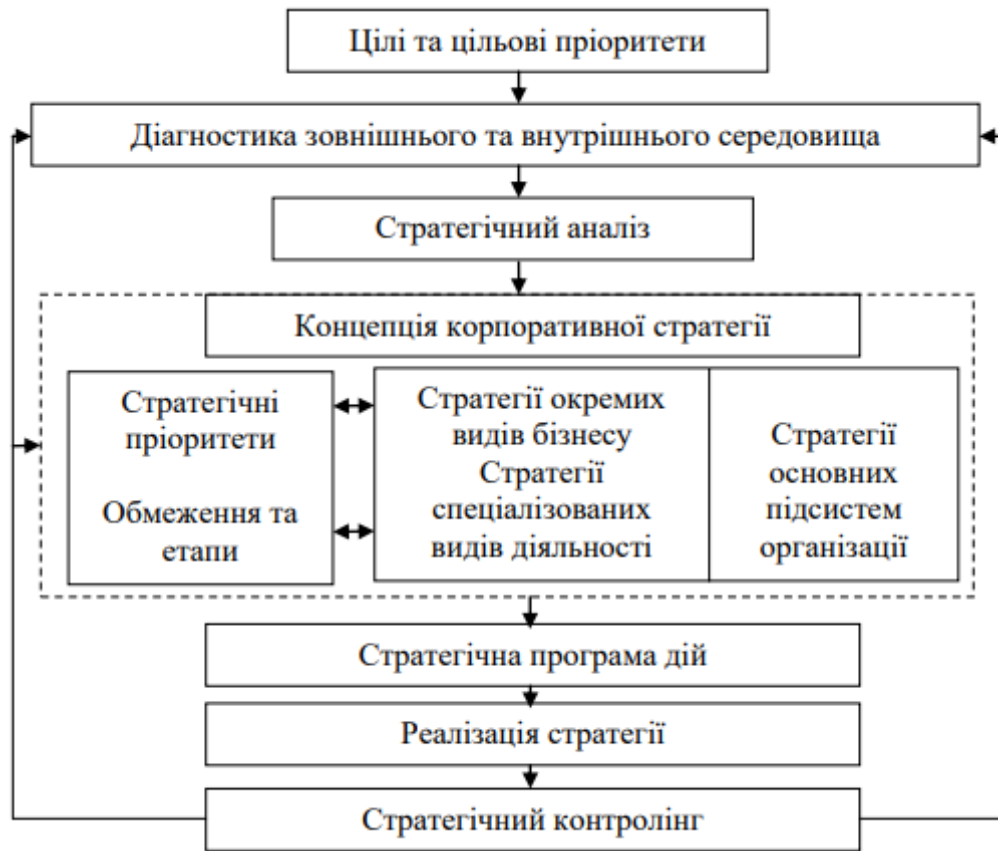 Цілі та цільові пріоритети
Діагностика зовнішнього та внутрішнього середовища
Стратегічний аналіз
Концепція корпоративної стратегії
Стратегічні
пріоритети
Обмеження та
етапи
Стратегії окремих
видів бізнесу
Стратегії
спеціалізованих
видів діяльності
Стратегії
основних
підсистем
організації
Стратегічна програма дій
Реалізація стратегії
Стратегічний контролінг